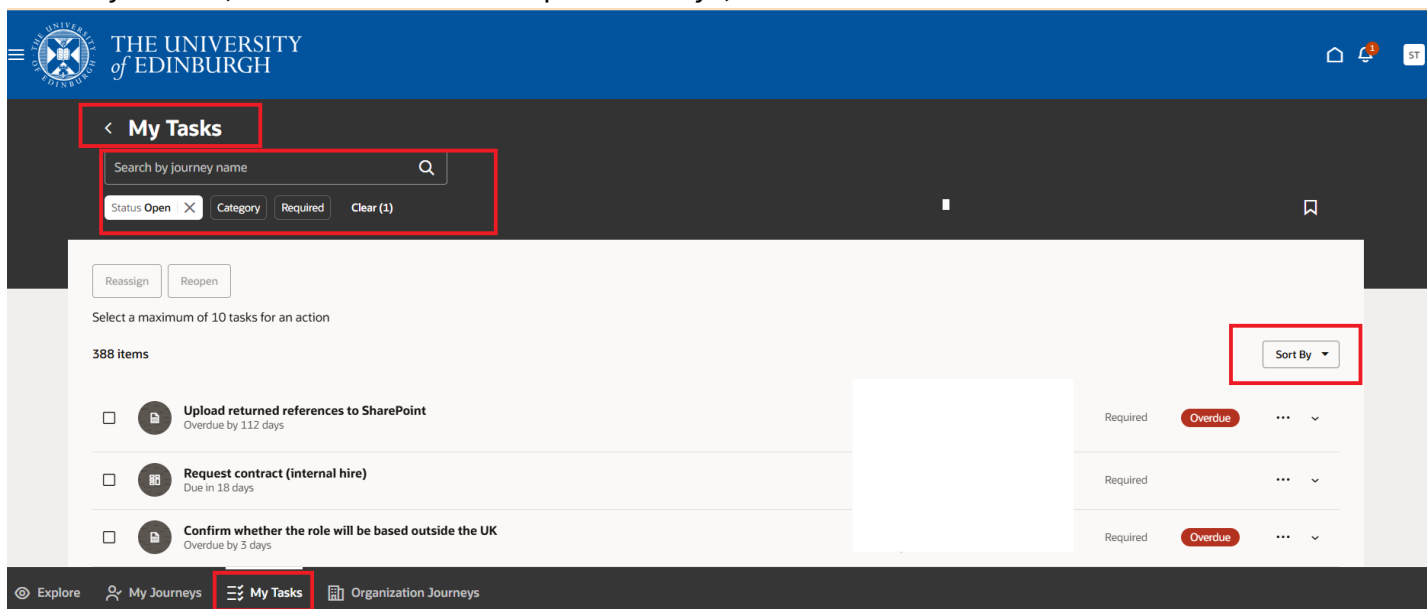 THE UNIVERSITY
of EDINBURGH
1
ST
My Tasks
Search by journey name
Status Open Category Required Clear (1)
Reassign Reopen
Select a maximum of 10 tasks for an action
388 items
Sort By
Upload returned references to SharePoint
Overdue by 112 days
Required Overdue
Request contract (internal hire)
Due in 18 days
Required
Confirm whether the role will be based outside the UK
Overdue by 3 days
Required Overdue
Explore My Journeys My Tasks Organization Journeys